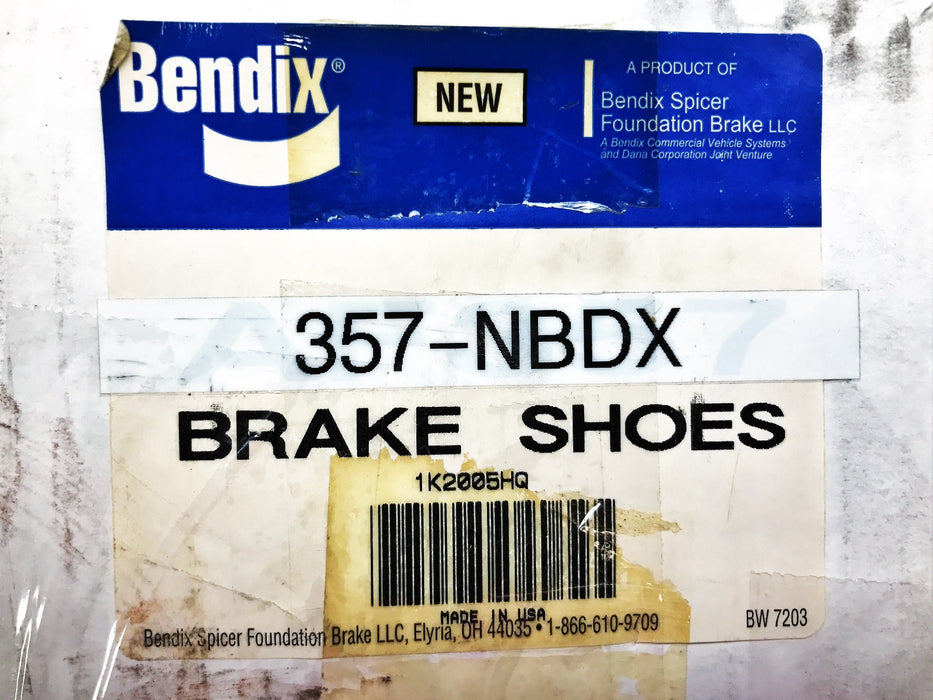 Bendix®
NEW
A PRODUCT OF
Bendix Spicer
Foundation Brake LLC
A Bendix Commercial Vehicle Systems
and Dana Corporation Joint Venture
357-NBDX
BRAKE SHOES
1K2005HQ
MADE IN USA
Bendix Spicer Foundation Brake LLC, Elyria, OH 44035 • 1-866-610-9709
BW 7203